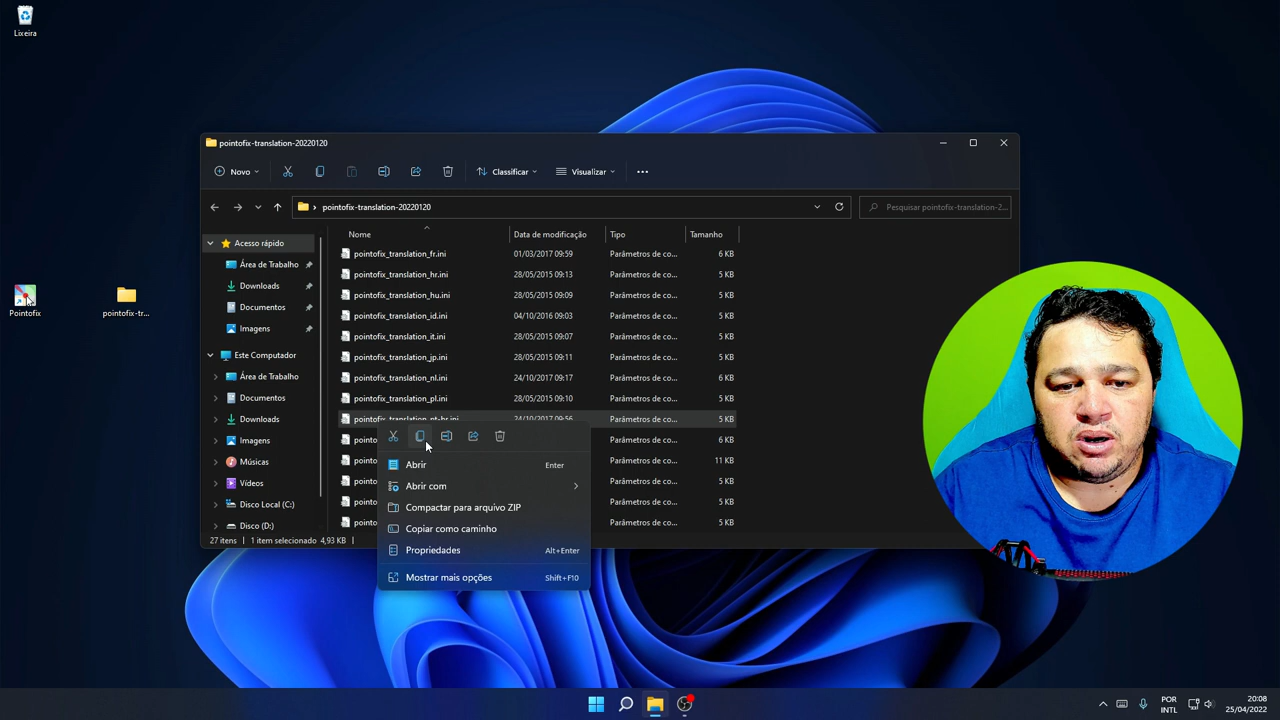 Lixeira
pointofix-translation-20220120
Novo
Classificar
Visualizar
pointofix-translation-20220120
Pesquisar pointofix-translation-2...
Nome
Data de modificação
Tipo
Tamanho
Acesso rápido
Área de Trabalho
Downloads
Documentos
Imagens
Este Computador
Área de Trabalho
Documentos
Downloads
Imagens
Músicas
Vídeos
Disco Local (C:)
Disco (D:)
pointofix_translation_fr.ini 01/03/2017 09:59 Parâmetros de co... 6 KB
pointofix_translation_hr.ini 28/05/2015 09:13 Parâmetros de co... 5 KB
pointofix_translation_hu.ini 28/05/2015 09:09 Parâmetros de co... 5 KB
pointofix_translation_id.ini 04/10/2016 09:03 Parâmetros de co... 5 KB
pointofix_translation_it.ini 28/05/2015 09:07 Parâmetros de co... 5 KB
pointofix_translation_jp.ini 28/05/2015 09:11 Parâmetros de co... 5 KB
pointofix_translation_nl.ini 24/10/2017 09:17 Parâmetros de co... 6 KB
pointofix_translation_pl.ini 28/05/2015 09:10 Parâmetros de co... 5 KB
pointofix_translation_pt-br.ini 24/10/2017 09:56 Parâmetros de co... 5 KB
Parâmetros de co... 6 KB
Parâmetros de co... 11 KB
Parâmetros de co... 5 KB
Parâmetros de co... 5 KB
Parâmetros de co... 5 KB
Abrir Enter
Abrir com
Compactar para arquivo ZIP
Copiar como caminho
Propriedades Alt+Enter
Mostrar mais opções Shift+F10
27 itens 1 item selecionado 4,93 KB
Pointofix
pointofix-tr...
POR
INTL
20:08
25/04/2022